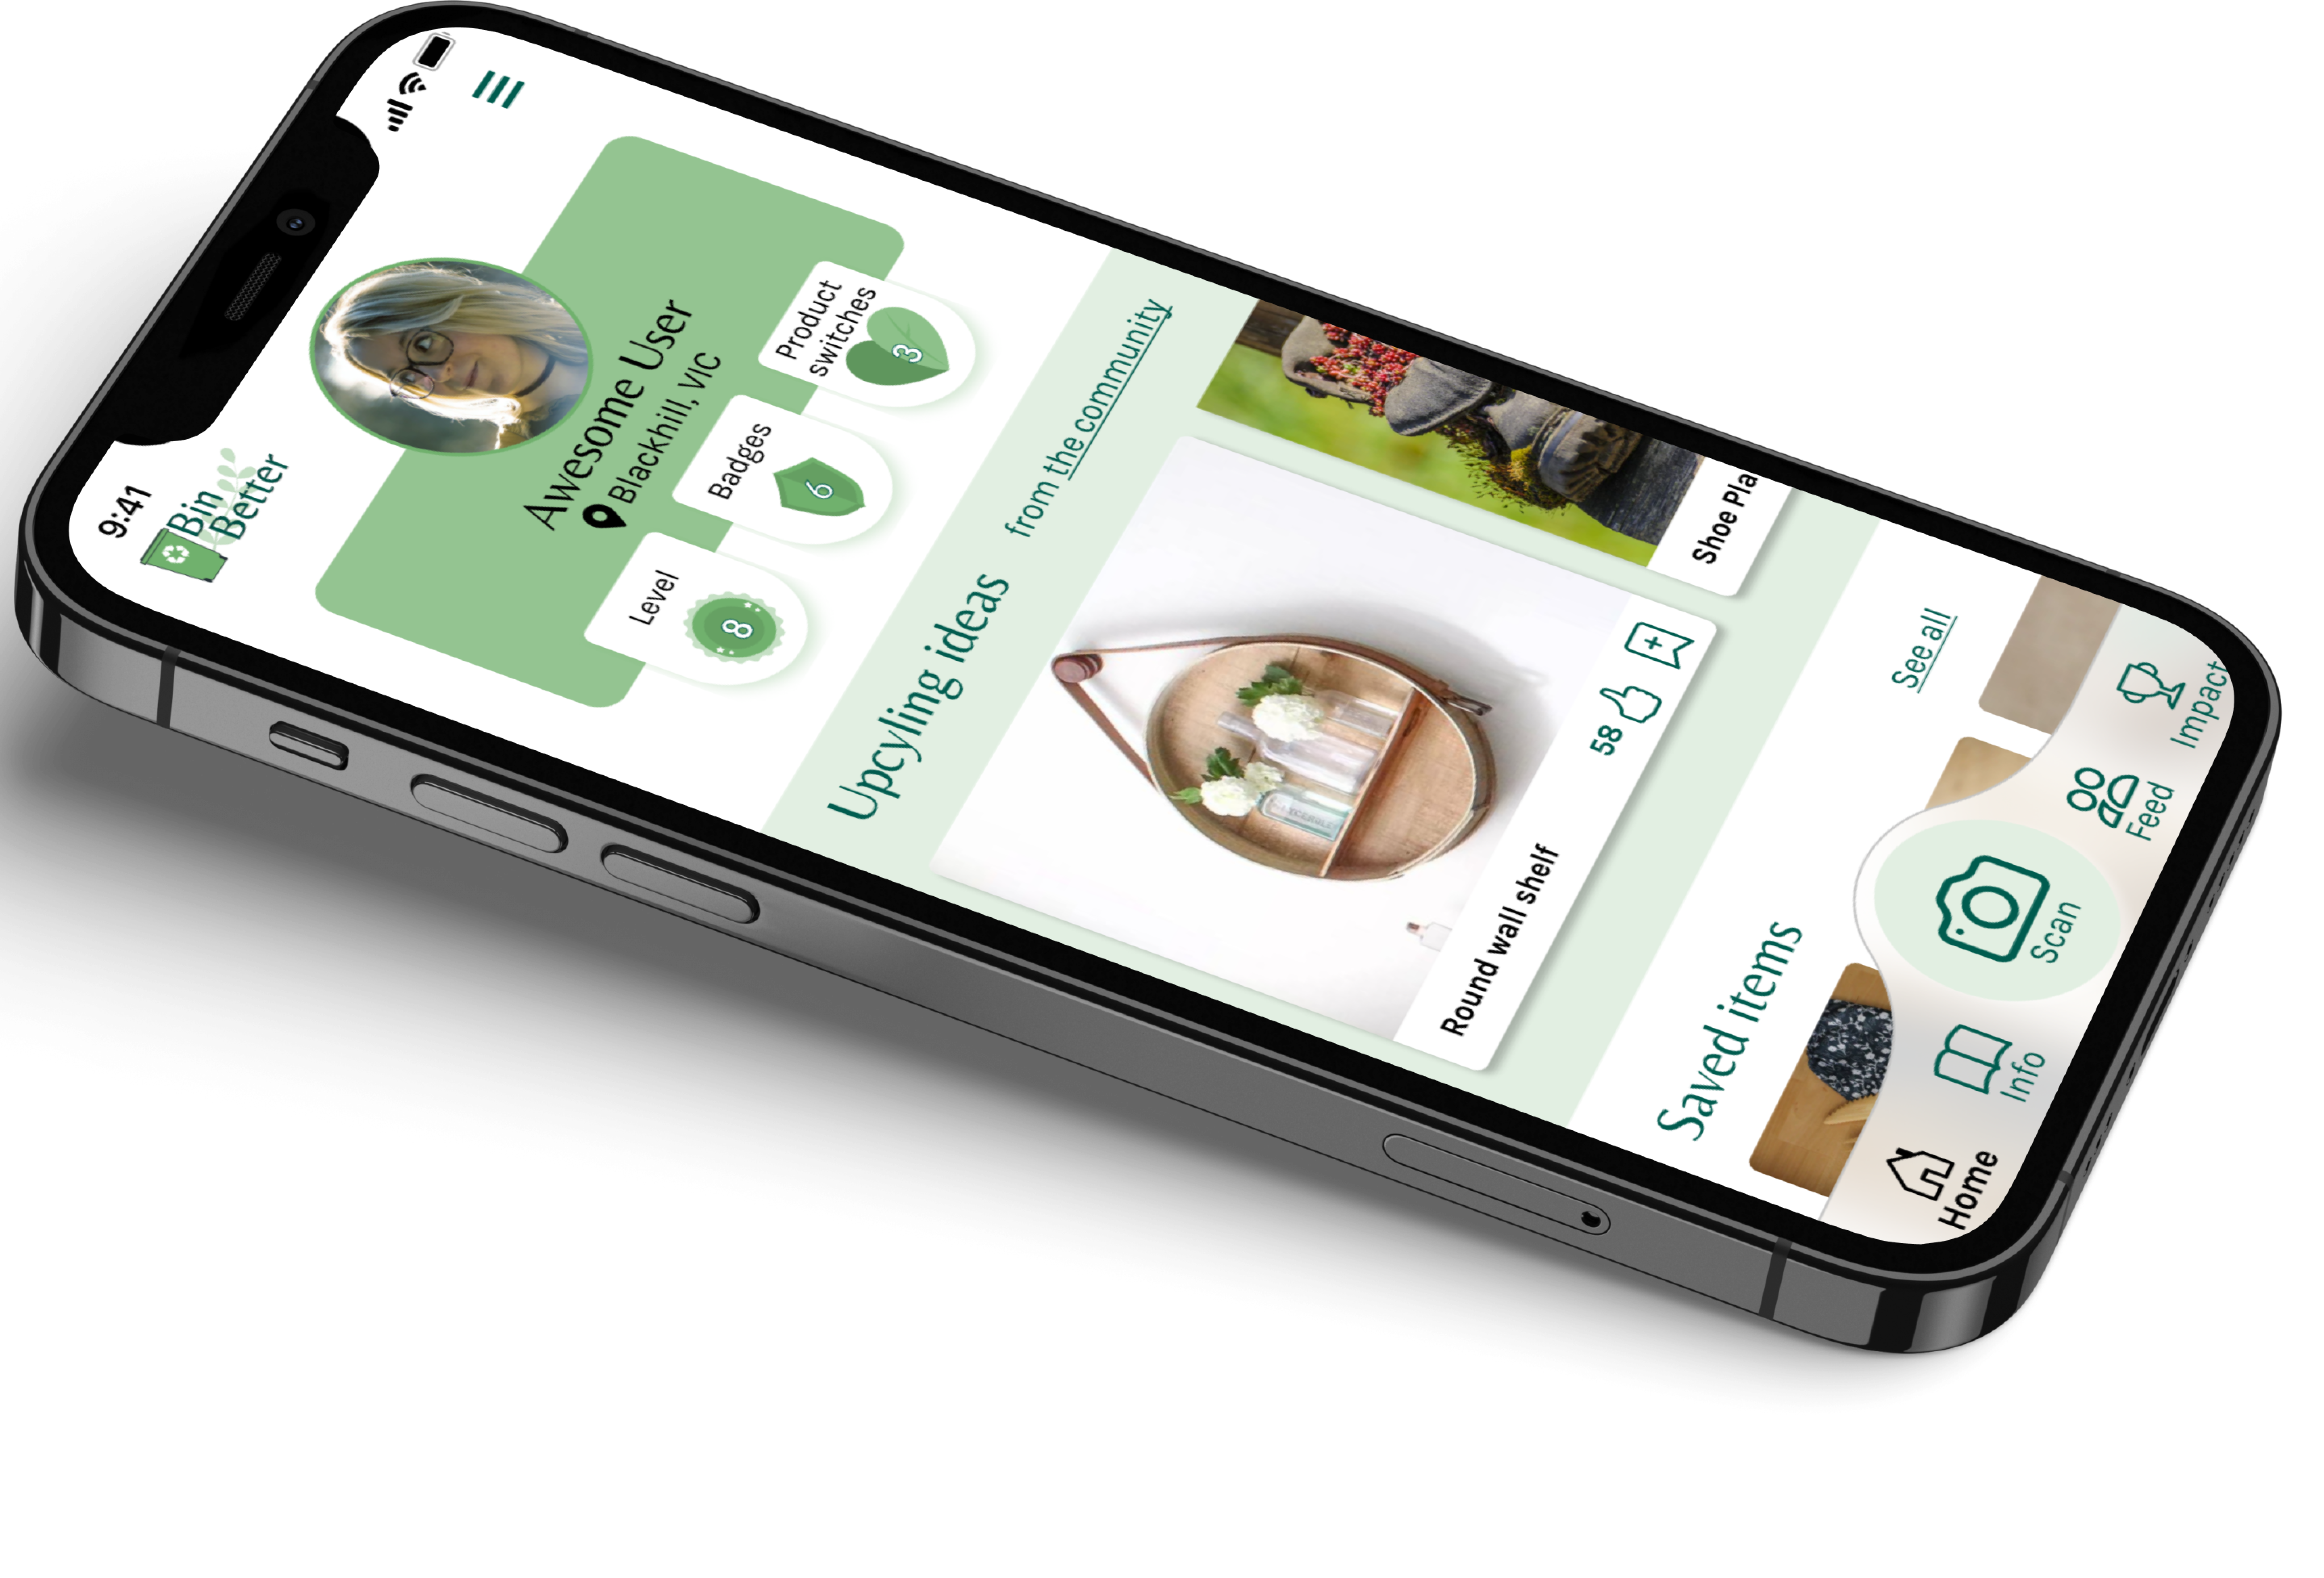 9:41
Bin
Better
Awesome User
Blackhill, VIC
Level
8
Badges
6
Product
switches
3
Upcyling ideas
from the community
Round wall shelf
58
Shoe Pla
Saved items
See all
Home
Info
Scan
Feed
Impact